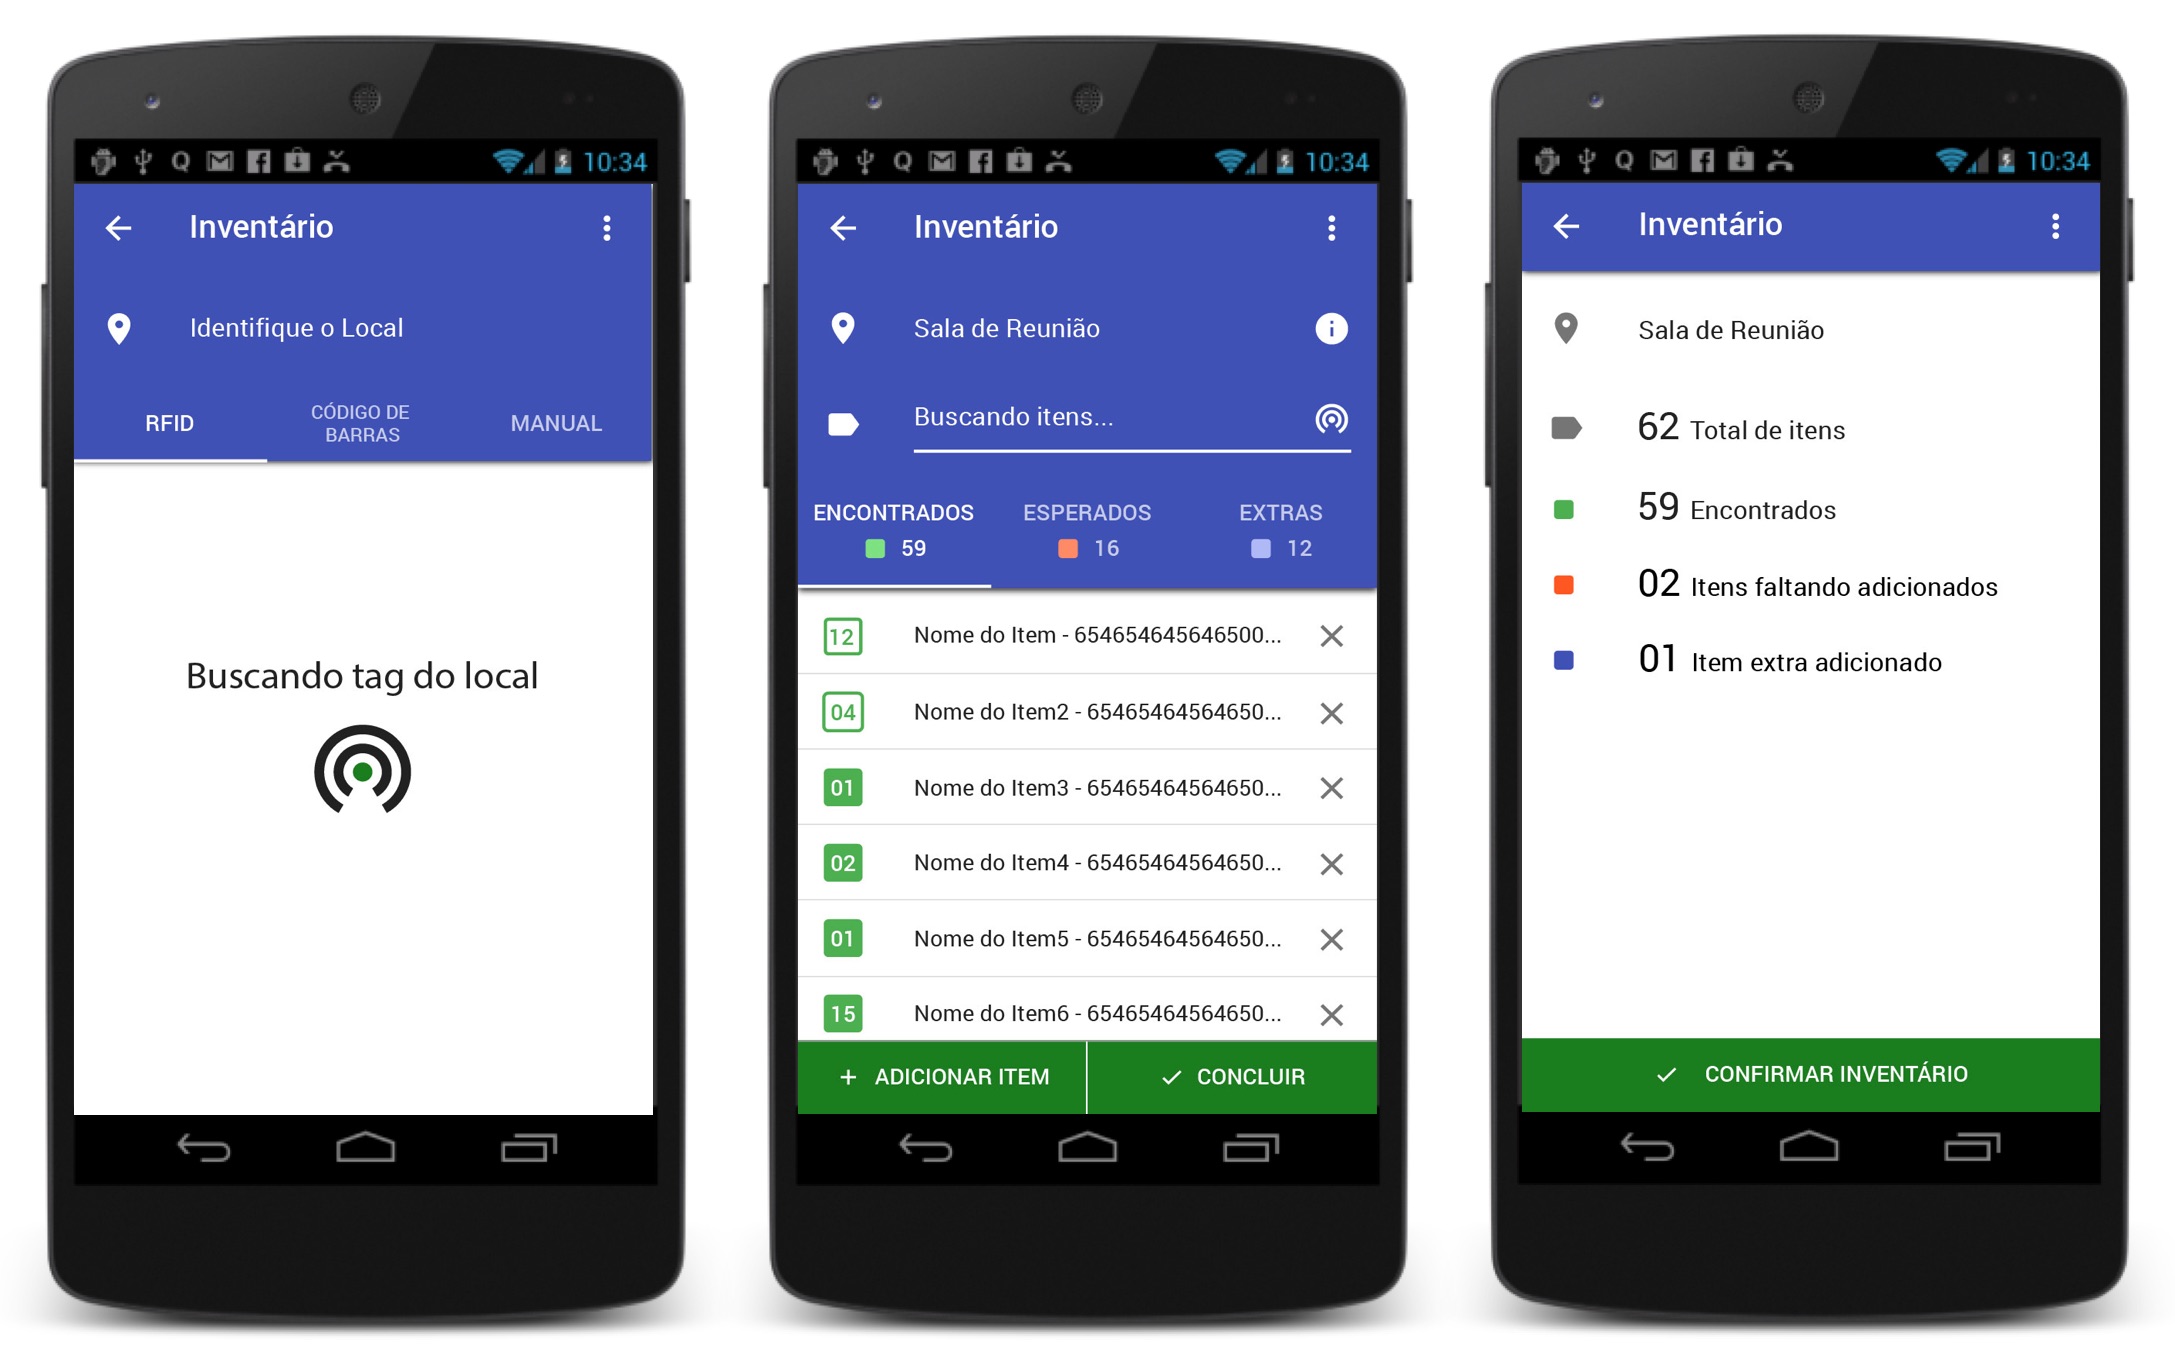 10:34
Inventário
Identifique o Local
RFID
CÓDIGO DE
BARRAS
MANUAL
Buscando tag do local
10:34
Inventário
Sala de Reunião
Buscando itens...
ENCONTRADOS
59
ESPERADOS
16
EXTRAS
12
12 Nome do Item - 654654645646500...
04 Nome do Item2 - 65465464564650...
01 Nome do Item3 - 65465464564650...
02 Nome do Item4 - 65465464564650...
01 Nome do Item5 - 65465464564650...
15 Nome do Item6 - 65465464564650...
+ ADICIONAR ITEM
CONCLUIR
10:34
Inventário
Sala de Reunião
62 Total de itens
59 Encontrados
02 Itens faltando adicionados
01 Item extra adicionado
CONFIRMAR INVENTÁRIO